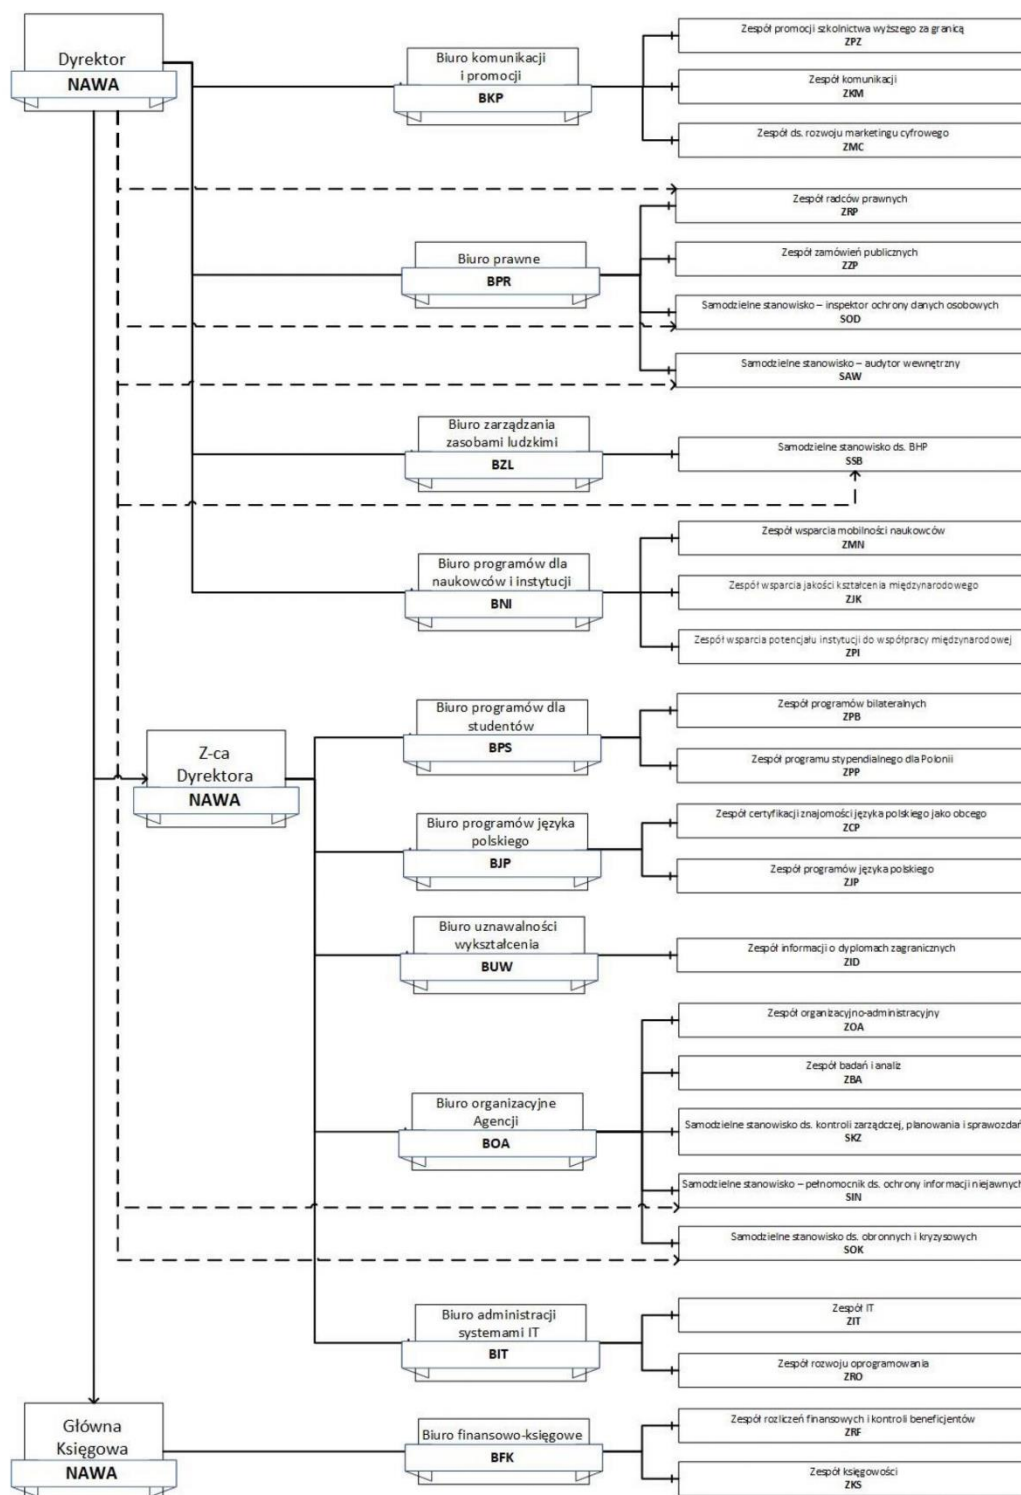 Dyrektor
NAWA
Biuro komunikacji
i promocji
BKP
Zespół promocji szkolnictwa wyższego za granicą
ZPZ
Zespół komunikacji
ZKM
Zespół ds. rozwoju marketingu cyfrowego
ZMC
Biuro prawne
BPR
Zespół radców prawnych
ZRP
Zespół zamówień publicznych
ZZP
Samodzielne stanowisko – inspektor ochrony danych osobowych
SOD
Samodzielne stanowisko – audytor wewnętrzny
SAW
Biuro zarządzania
zasobami ludzkimi
BZL
Samodzielne stanowisko ds. BHP
SSB
Biuro programów dla
naukowców i instytucji
BNI
Zespół wsparcia mobilności naukowców
ZMN
Zespół wsparcia jakości kształcenia międzynarodowego
ZJK
Zespół wsparcia potencjału instytucji do współpracy międzynarodowej
ZPI
Z-ca
Dyrektora
NAWA
Biuro programów dla
studentów
BPS
Zespół programów bilateralnych
ZPB
Zespół programu stypendialnego dla Polonii
ZPP
Biuro programów języka
polskiego
BJP
Zespół certyfikacji znajomości języka polskiego jako obcego
ZCP
Zespół programów języka polskiego
ZJP
Biuro uznawalności
wykształcenia
BUW
Zespół informacji o dyplomach zagranicznych
ZID
Biuro organizacyjne
Agencji
BOA
Zespół organizacyjno-administracyjny
ZOA
Zespół badań i analiz
ZBA
Samodzielne stanowisko ds. kontroli zarządczej, planowania i sprawozdań
SKZ
Samodzielne stanowisko – pełnomocnik ds. ochrony informacji niejawnych
SIN
Samodzielne stanowisko ds. obronnych i kryzysowych
SOK
Biuro administracji
systemami IT
BIT
Zespół IT
ZIT
Zespół rozwoju oprogramowania
ZRO
Główna
Księgowa
NAWA
Biuro finansowo-księgowe
BFK
Zespół rozliczeń finansowych i kontroli beneficjentów
ZRF
Zespół księgowości
ZKS